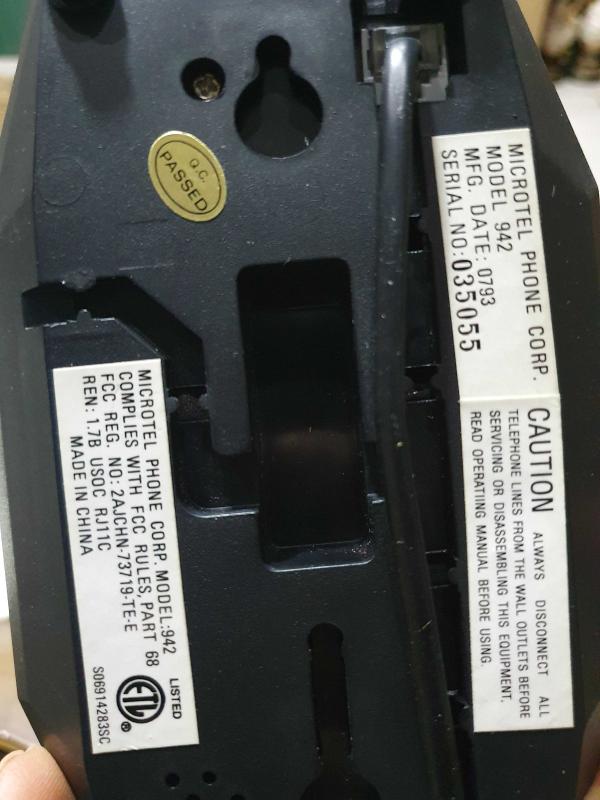 Q.C.
PASSED
MICROTEL PHONE CORP.
MODEL 942
MFG. DATE: 0793
SERIAL NO:035055
CAUTION ALWAYS DISCONNECT ALL
TELEPHONE LINES FROM THE WALL OUTLETS BEFORE
SERVICING OR DISASSEMBLING THIS EQUIPMENT.
READ OPERATIING MANUAL BEFORE USING.
MICROTEL PHONE CORP. MODEL:942
COMPLIES WITH FCC RULES, PART 68
FCC REG. NO: 2AJCHN-73719-TE-E
REN: 1.7B USOC RJ11C
MADE IN CHINA
LISTED
ETL
®
S06914283SC